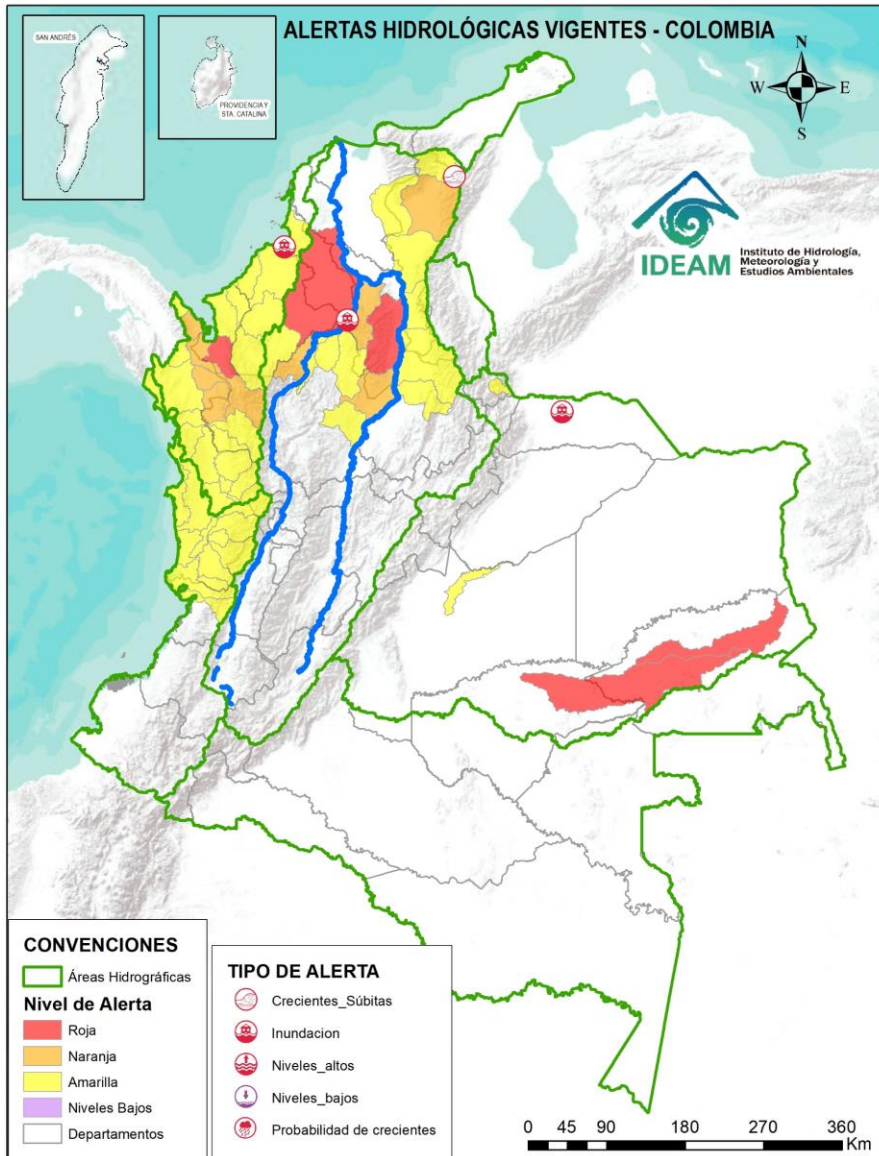 ALERTAS HIDROLÓGICAS VIGENTES - COLOMBIA
SAN ANDRÉS
PROVIDENCIA Y
STA. CATALINA
N
W
E
S
IDEAM
Instituto de Hidrología,
Meteorología y
Estudios Ambientales
CONVENCIONES
Áreas Hidrográficas
Nivel de Alerta
Roja
Naranja
Amarilla
Niveles Bajos
Departamentos
TIPO DE ALERTA
Crecientes_Súbitas
Inundacion
Niveles_altos
Niveles_bajos
Probabilidad de crecientes
0 45 90 180 270 360
Km